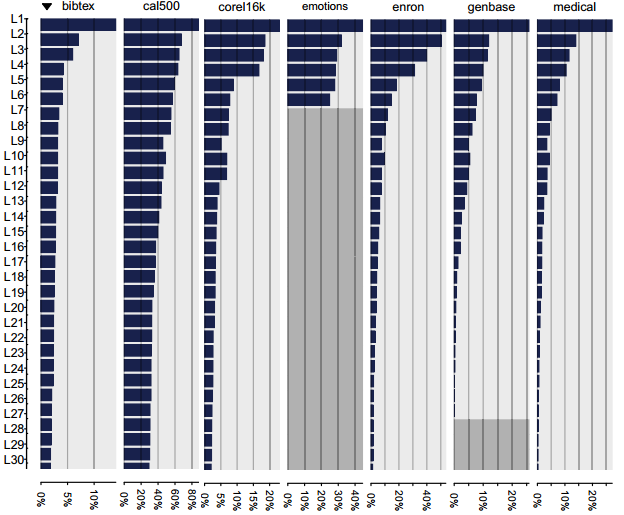 bibtex cal500 corel16k emotions enron genbase medical
L1
L2
L3
L4
L5
L6
L7
L8
L9
L10
L11
L12
L13
L14
L15
L16
L17
L18
L19
L20
L21
L22
L23
L24
L25
L26
L27
L28
L29
L30
0% 5% 10% 0% 20% 40% 60% 80% 0% 5% 10% 15% 20% 0% 10% 20% 30% 40% 0% 20% 40% 0% 10% 20% 0% 10% 20%